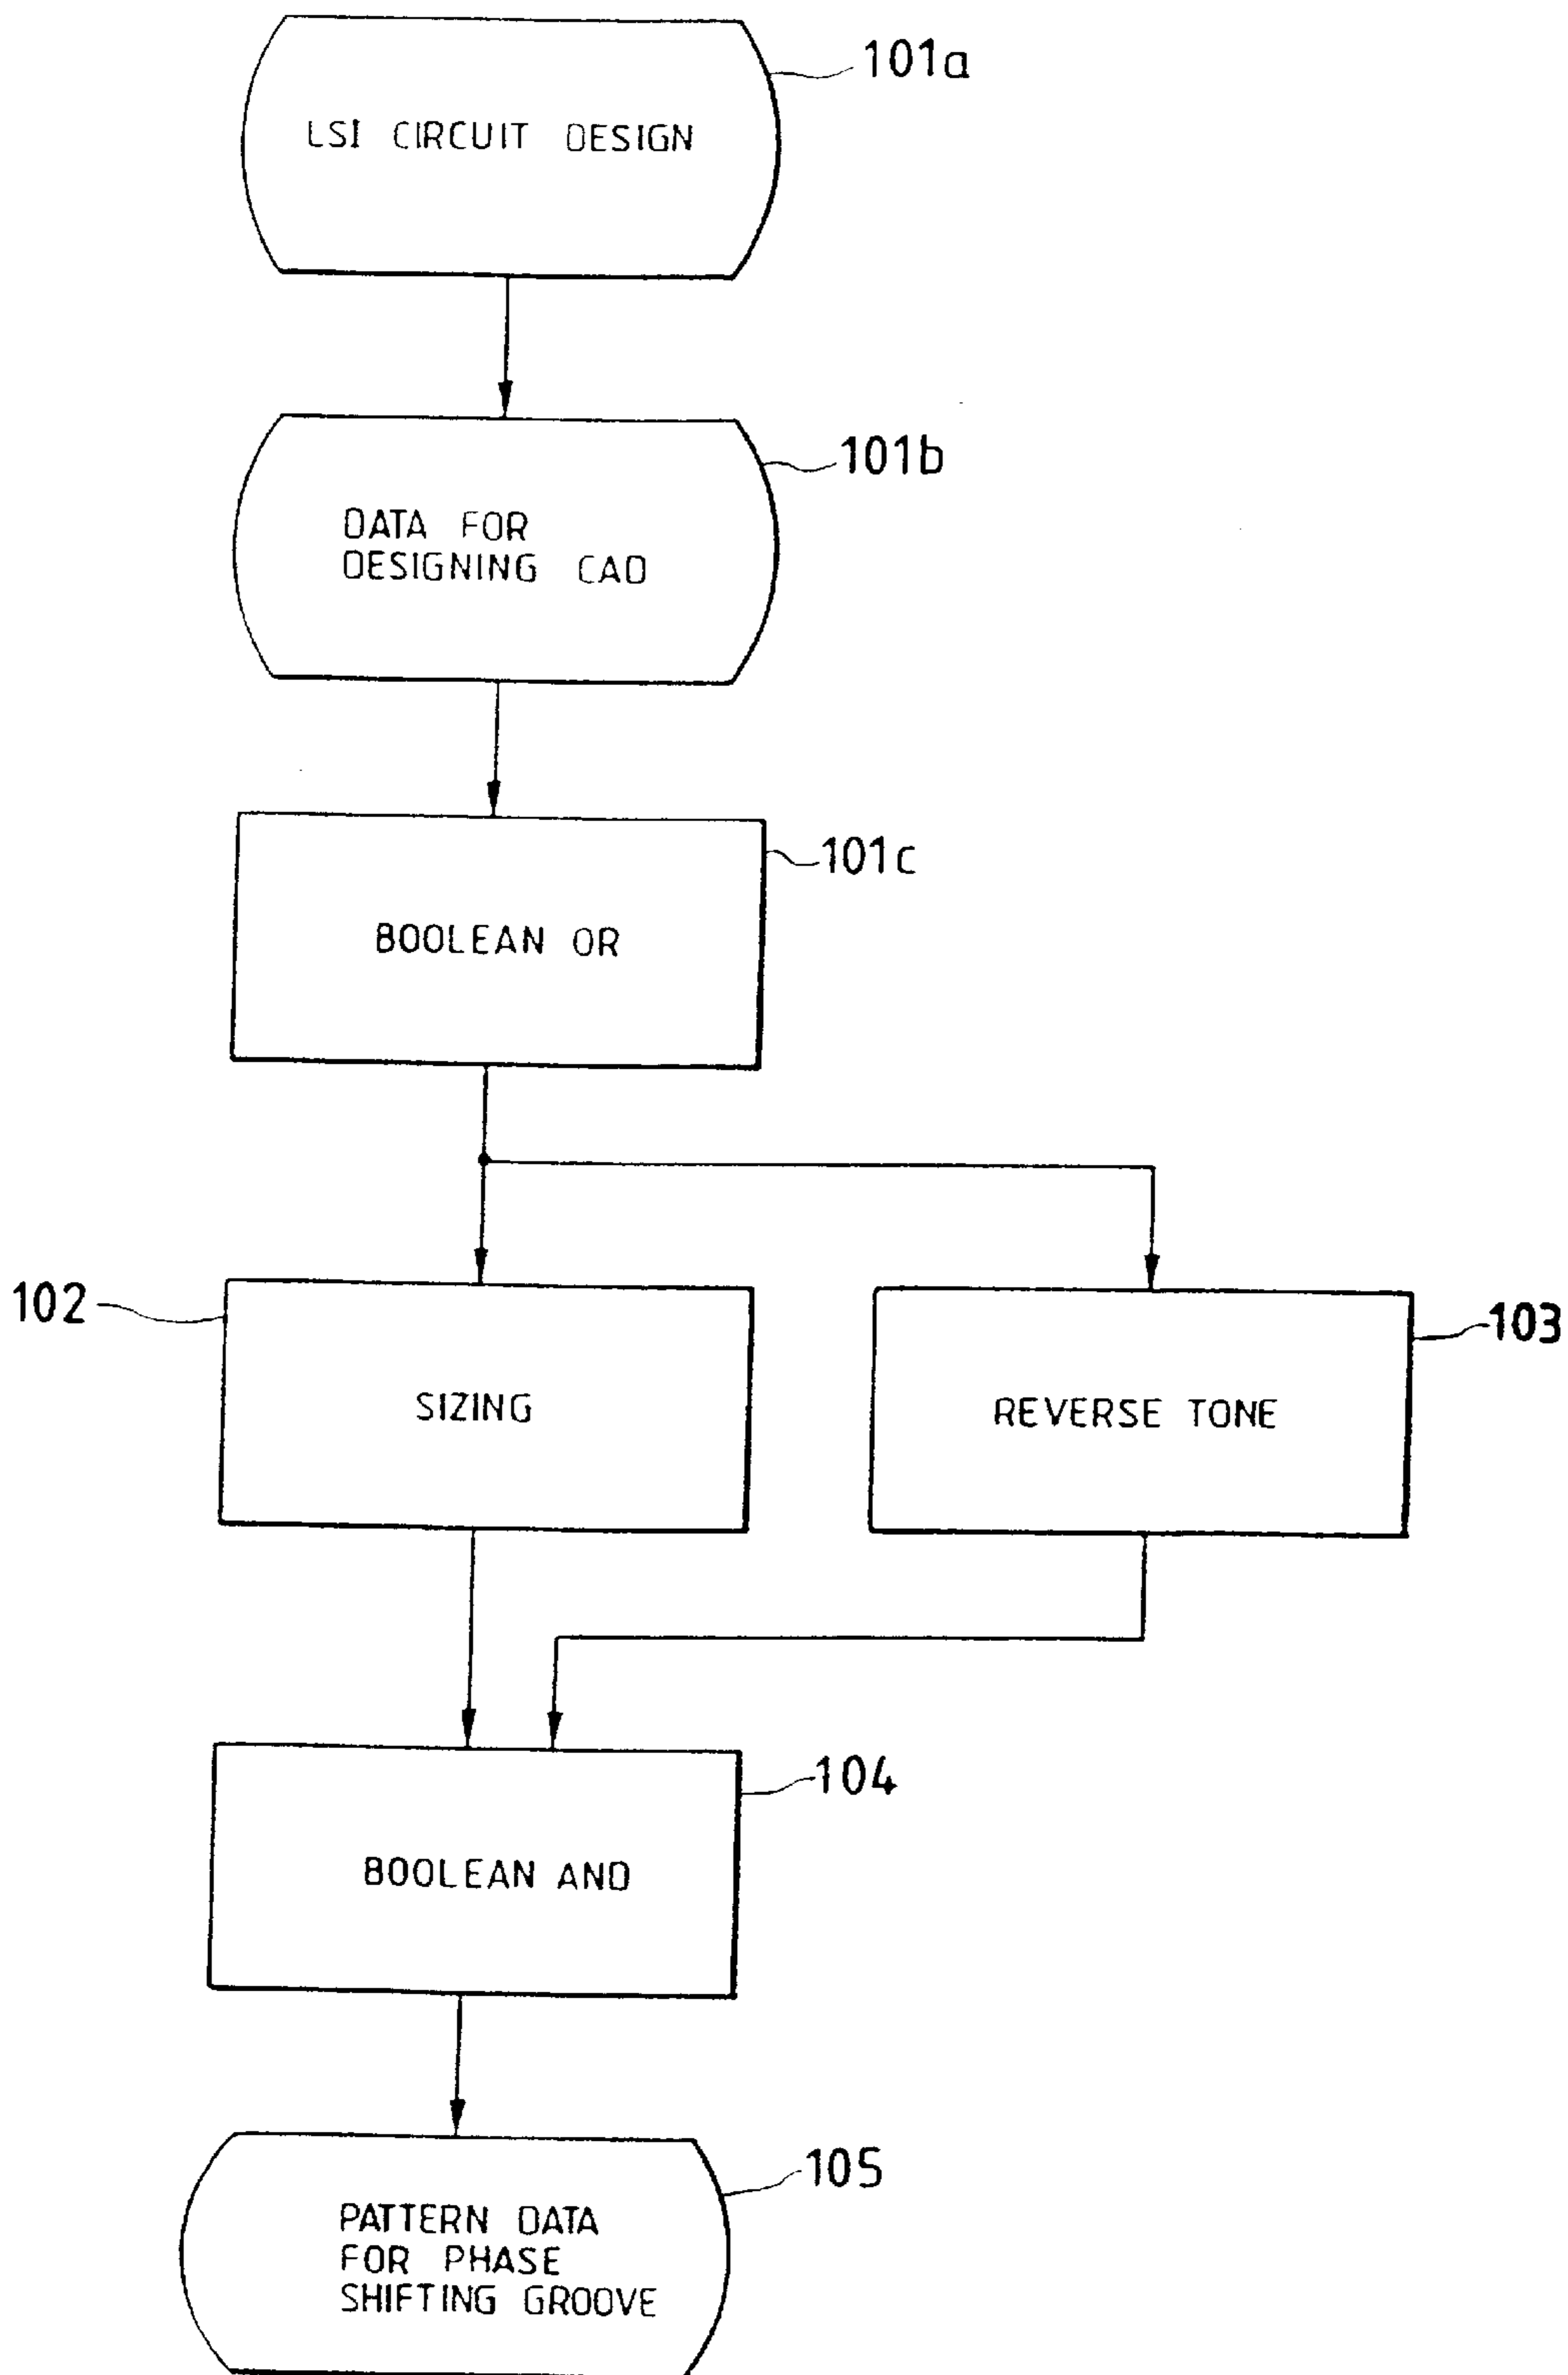 101a
LSI CIRCUIT DESIGN
101b
DATA FOR
DESIGNING CAD
101c
BOOLEAN OR
102
SIZING
103
REVERSE TONE
104
BOOLEAN AND
105
PATTERN DATA
FOR PHASE
SHIFTING GROOVE